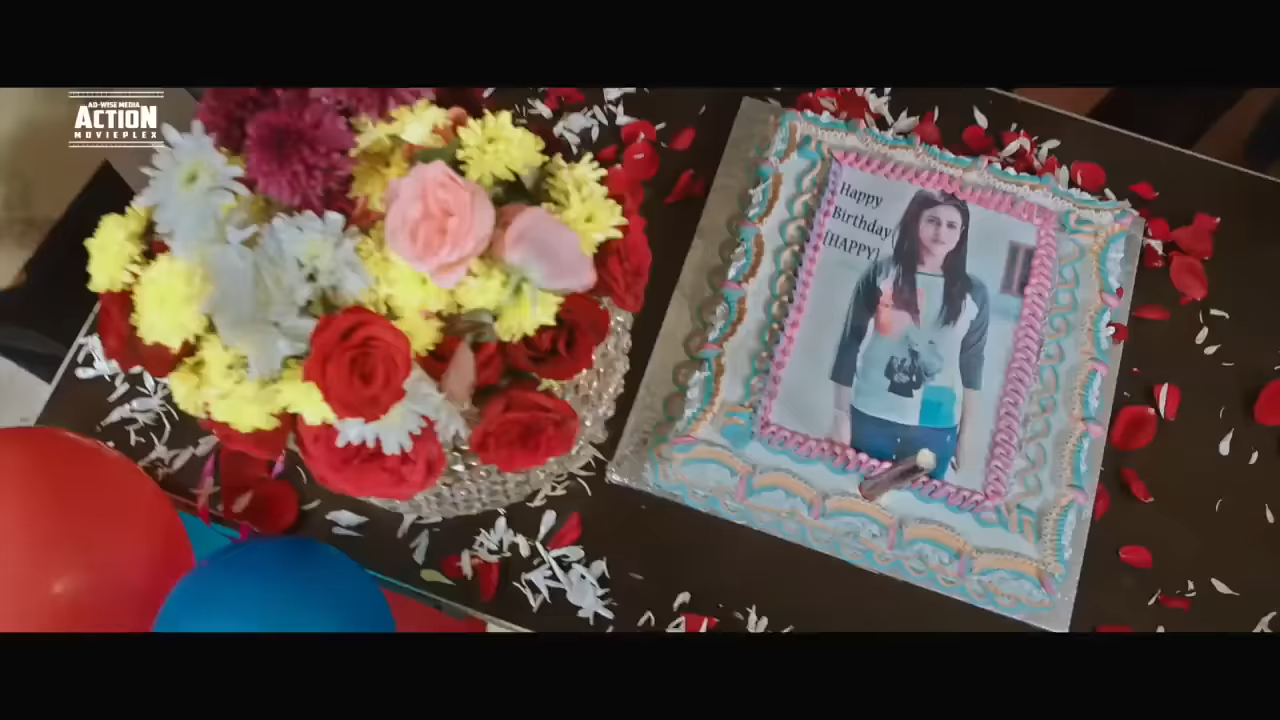 AD-WISE MEDIA
ACTION
MOVIEPLEX
Happy
Birthday
[HAPPY]